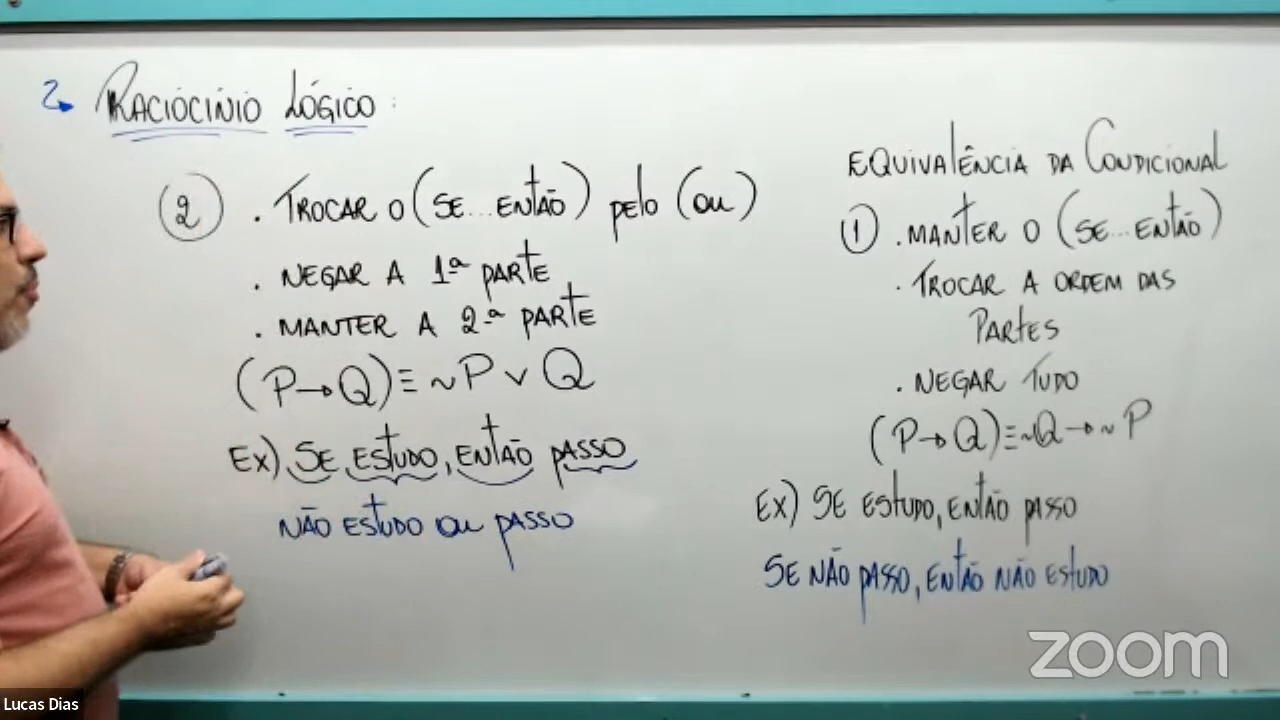 2. RACIOCÍNIO LÓGICO:
EQUIVALÊNCIA DA CONDICIONAL
① . MANTER O (SE...ENTÃO)
. TROCAR A ORDEM DAS
PARTES
. NEGAR TUDO
(P→Q)≡~Q→~P
EX) SE ESTUDO, ENTÃO PASSO
SE NÃO PASSO, ENTÃO NÃO ESTUDO
② . TROCAR O (SE...ENTÃO) PELO (OU)
. NEGAR A 1ª PARTE
. MANTER A 2ª PARTE
(P→Q)≡~P∨Q
EX) SE ESTUDO, ENTÃO PASSO
NÃO ESTUDO OU PASSO
zoom
Lucas Dias